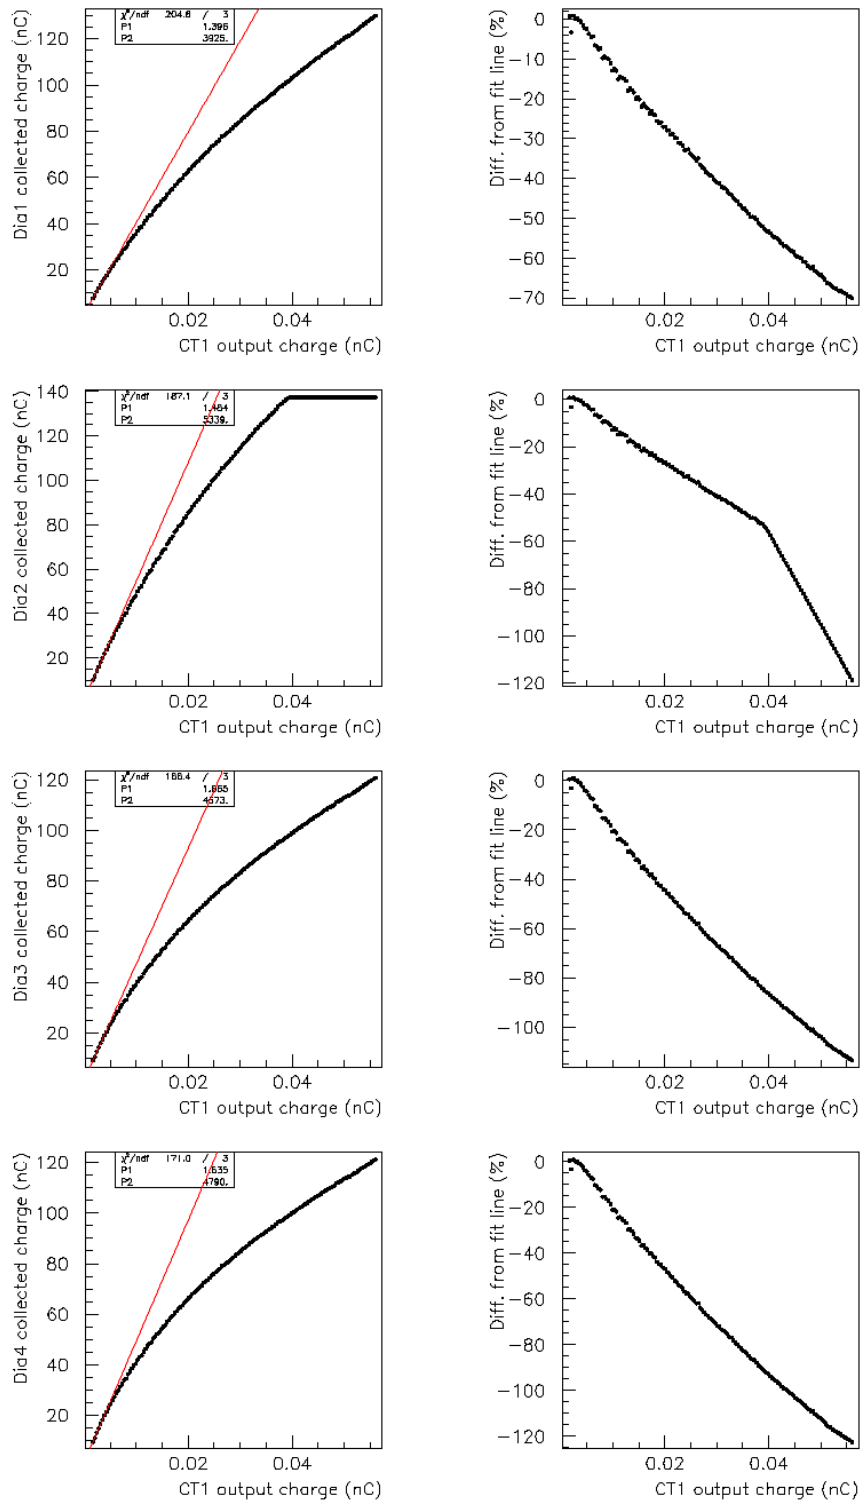 Dia1 collected charge (nC)
120
100
80
60
40
20
χ²/ndf 204.8 / 3
P1 1.396
P2 3925.
0.02 0.04
CT1 output charge (nC)
Diff. from fit line (%)
0
−10
−20
−30
−40
−50
−60
−70
0.02 0.04
CT1 output charge (nC)
Dia2 collected charge (nC)
140
120
100
80
60
40
20
χ²/ndf 187.1 / 3
P1 1.484
P2 5339.
0.02 0.04
CT1 output charge (nC)
Diff. from fit line (%)
0
−20
−40
−60
−80
−100
−120
0.02 0.04
CT1 output charge (nC)
Dia3 collected charge (nC)
120
100
80
60
40
20
χ²/ndf / 3
P1
P2 4573.
0.02 0.04
CT1 output charge (nC)
Diff. from fit line (%)
0
−20
−40
−60
−80
−100
0.02 0.04
CT1 output charge (nC)
Dia4 collected charge (nC)
120
100
80
60
40
20
χ²/ndf 171.0 / 3
P1 1.635
P2 4790.
0.02 0.04
CT1 output charge (nC)
Diff. from fit line (%)
0
−20
−40
−60
−80
−100
−120
0.02 0.04
CT1 output charge (nC)